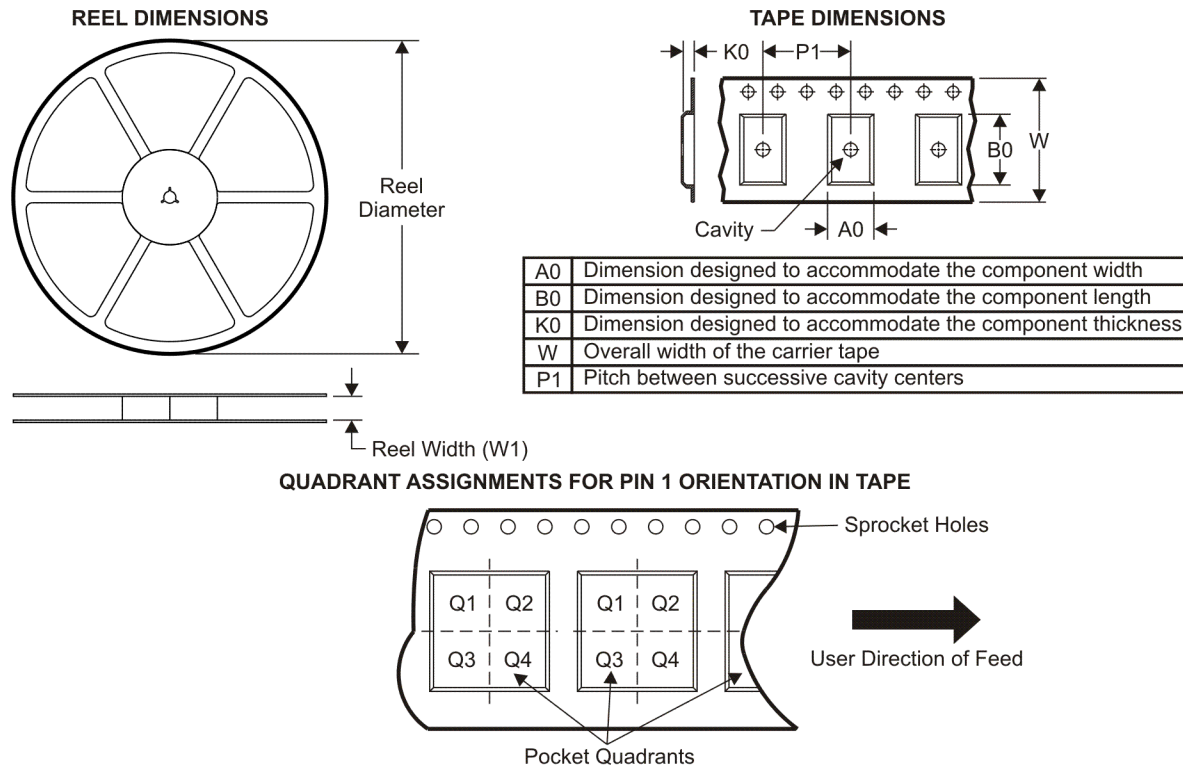 REEL DIMENSIONS
Reel
Diameter
Reel Width (W1)
TAPE DIMENSIONS
K0
P1
B0
W
Cavity
A0
A0 Dimension designed to accommodate the component width
B0 Dimension designed to accommodate the component length
K0 Dimension designed to accommodate the component thickness
W Overall width of the carrier tape
P1 Pitch between successive cavity centers
QUADRANT ASSIGNMENTS FOR PIN 1 ORIENTATION IN TAPE
Sprocket Holes
Q1 Q2 Q1 Q2
Q3 Q4 Q3 Q4
User Direction of Feed
Pocket Quadrants